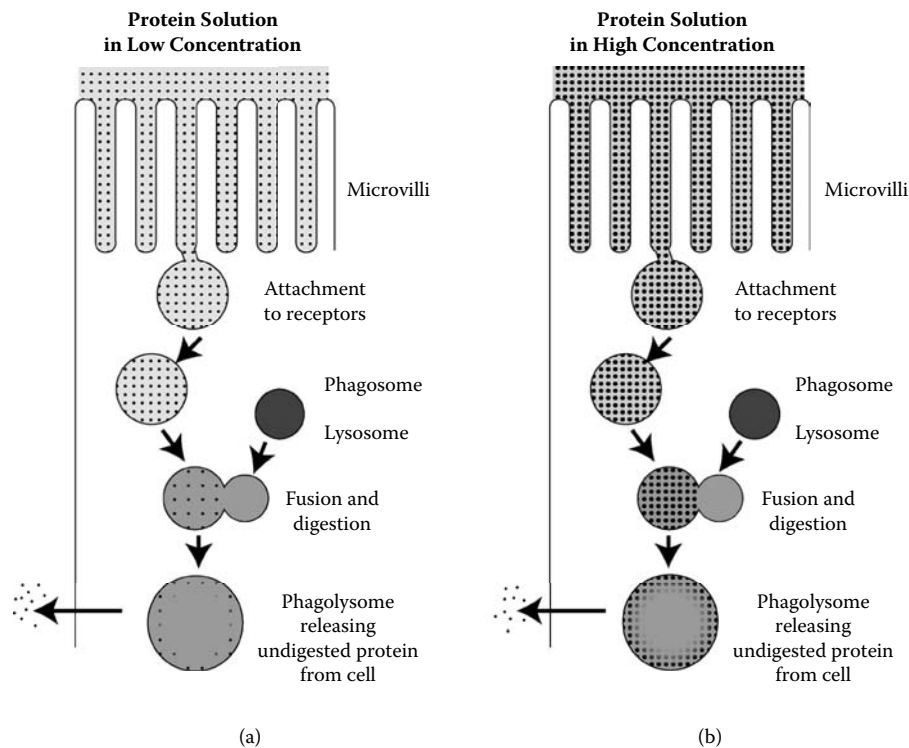 Protein Solution
in Low Concentration
Microvilli
Attachment
to receptors
Phagosome
Lysosome
Fusion and
digestion
Phagolysome
releasing
undigested protein
from cell
(a)
Protein Solution
in High Concentration
Microvilli
Attachment
to receptors
Phagosome
Lysosome
Fusion and
digestion
Phagolysome
releasing
undigested protein
from cell
(b)